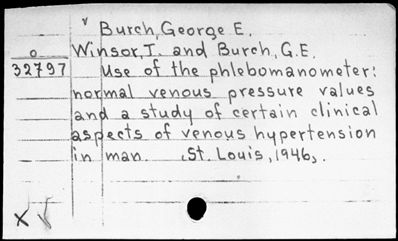 v Burch, George E.
o Winsor, T. and Burch, G.E.
32797 Use of the phlebomanometer:
normal venous pressure values
and a study of certain clinical
aspects of venous hypertension
in man. (St. Louis, 1946).
X